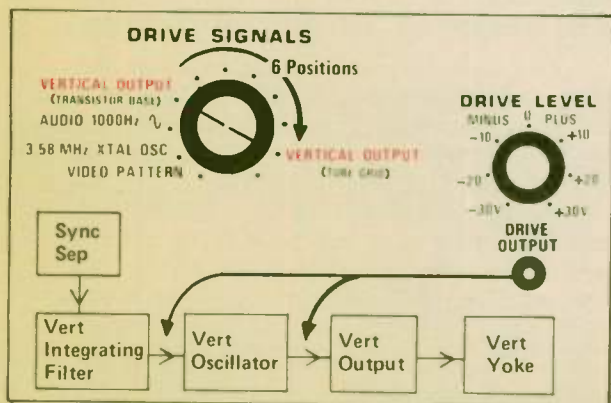 DRIVE SIGNALS
6 Positions
VERTICAL OUTPUT
(TRANSISTOR BASE)
AUDIO 1000Hz
3 58 MHz XTAL OSC
VIDEO PATTERN
VERTICAL OUTPUT
(TUBE GRID)
DRIVE LEVEL
MINUS 0 PLUS
-10 +10
-20 +20
-30V +30V
DRIVE
OUTPUT
Sync
Sep
Vert
Integrating
Filter
Vert
Oscillator
Vert
Output
Vert
Yoke